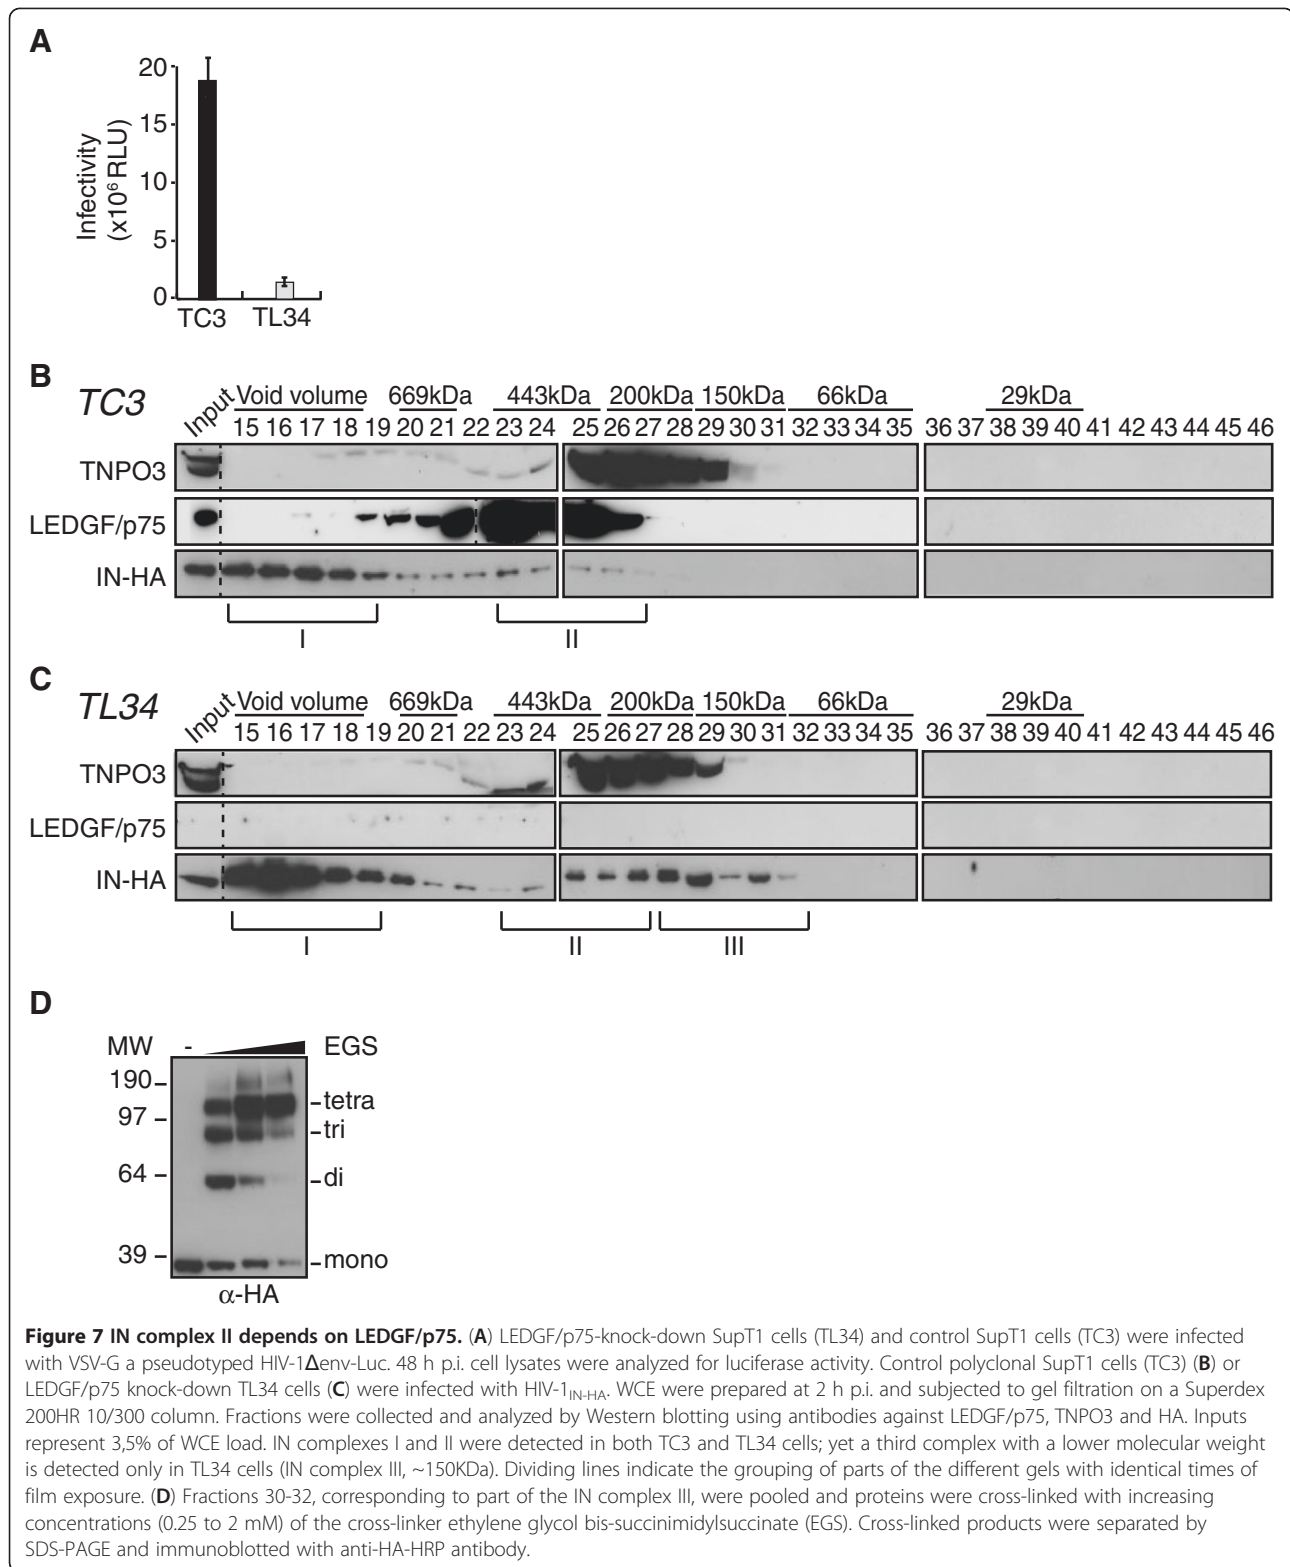 A
20
15
10
5
0
Infectivity
(x10⁶ RLU)
TC3 TL34
B
TC3
Input Void volume 669kDa 443kDa 200kDa 150kDa 66kDa 29kDa
15 16 17 18 19 20 21 22 23 24 25 26 27 28 29 30 31 32 33 34 35 36 37 38 39 40 41 42 43 44 45 46
TNPO3
LEDGF/p75
IN-HA
I II
C
TL34
Input Void volume 669kDa 443kDa 200kDa 150kDa 66kDa 29kDa
15 16 17 18 19 20 21 22 23 24 25 26 27 28 29 30 31 32 33 34 35 36 37 38 39 40 41 42 43 44 45 46
TNPO3
LEDGF/p75
IN-HA
I II III
D
MW - EGS
190
97
64
39
tetra
tri
di
mono
α-HA
Figure 7 IN complex II depends on LEDGF/p75. (A) LEDGF/p75-knock-down SupT1 cells (TL34) and control SupT1 cells (TC3) were infected
with VSV-G a pseudotyped HIV-1Δenv-Luc. 48 h p.i. cell lysates were analyzed for luciferase activity. Control polyclonal SupT1 cells (TC3) (B) or
LEDGF/p75 knock-down TL34 cells (C) were infected with HIV-1IN-HA. WCE were prepared at 2 h p.i. and subjected to gel filtration on a Superdex
200HR 10/300 column. Fractions were collected and analyzed by Western blotting using antibodies against LEDGF/p75, TNPO3 and HA. Inputs
represent 3,5% of WCE load. IN complexes I and II were detected in both TC3 and TL34 cells; yet a third complex with a lower molecular weight
is detected only in TL34 cells (IN complex III, ~150KDa). Dividing lines indicate the grouping of parts of the different gels with identical times of
film exposure. (D) Fractions 30-32, corresponding to part of the IN complex III, were pooled and proteins were cross-linked with increasing
concentrations (0.25 to 2 mM) of the cross-linker ethylene glycol bis-succinimidylsuccinate (EGS). Cross-linked products were separated by
SDS-PAGE and immunoblotted with anti-HA-HRP antibody.